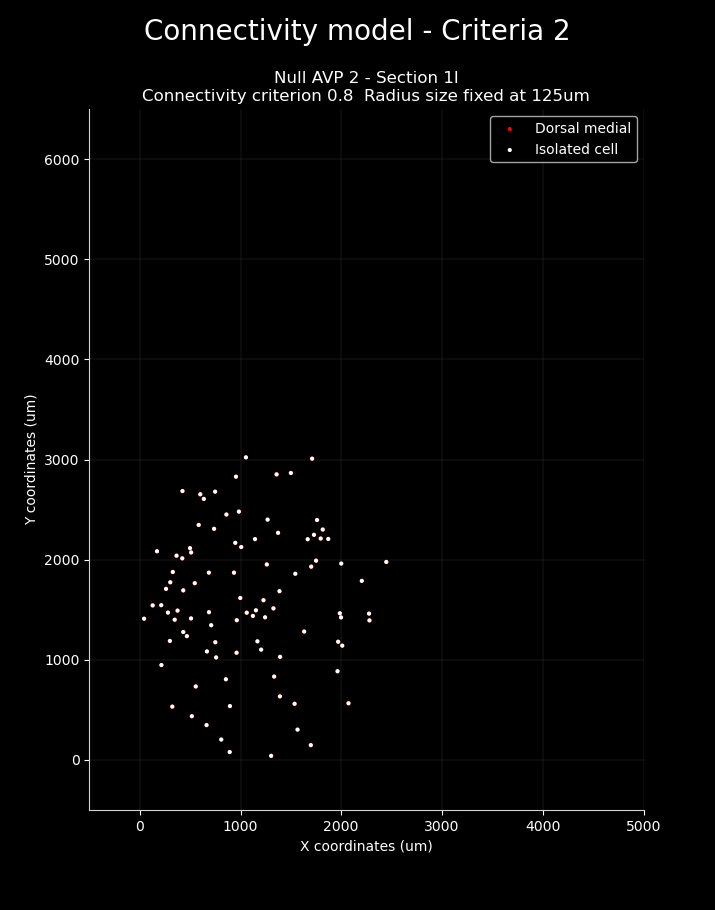 Connectivity model - Criteria 2
Null AVP 2 - Section 1I
Connectivity criterion 0.8  Radius size fixed at 125um
Dorsal medial
Isolated cell
6000
5000
4000
3000
2000
1000
0
Y coordinates (um)
0 1000 2000 3000 4000 5000
X coordinates (um)